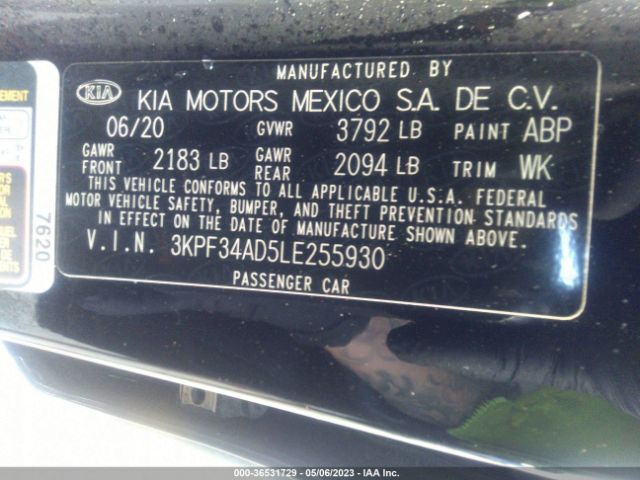 MANUFACTURED BY
KIA KIA MOTORS MEXICO S.A. DE C.V.
06/20 GVWR 3792 LB PAINT ABP
GAWR FRONT 2183 LB GAWR REAR 2094 LB TRIM WK
THIS VEHICLE CONFORMS TO ALL APPLICABLE U.S.A. FEDERAL
MOTOR VEHICLE SAFETY, BUMPER, AND THEFT PREVENTION STANDARDS
IN EFFECT ON THE DATE OF MANUFACTURE SHOWN ABOVE.
V.I.N. 3KPF34AD5LE255930
PASSENGER CAR
7620
000-36531729 - 05/06/2023 - IAA Inc.